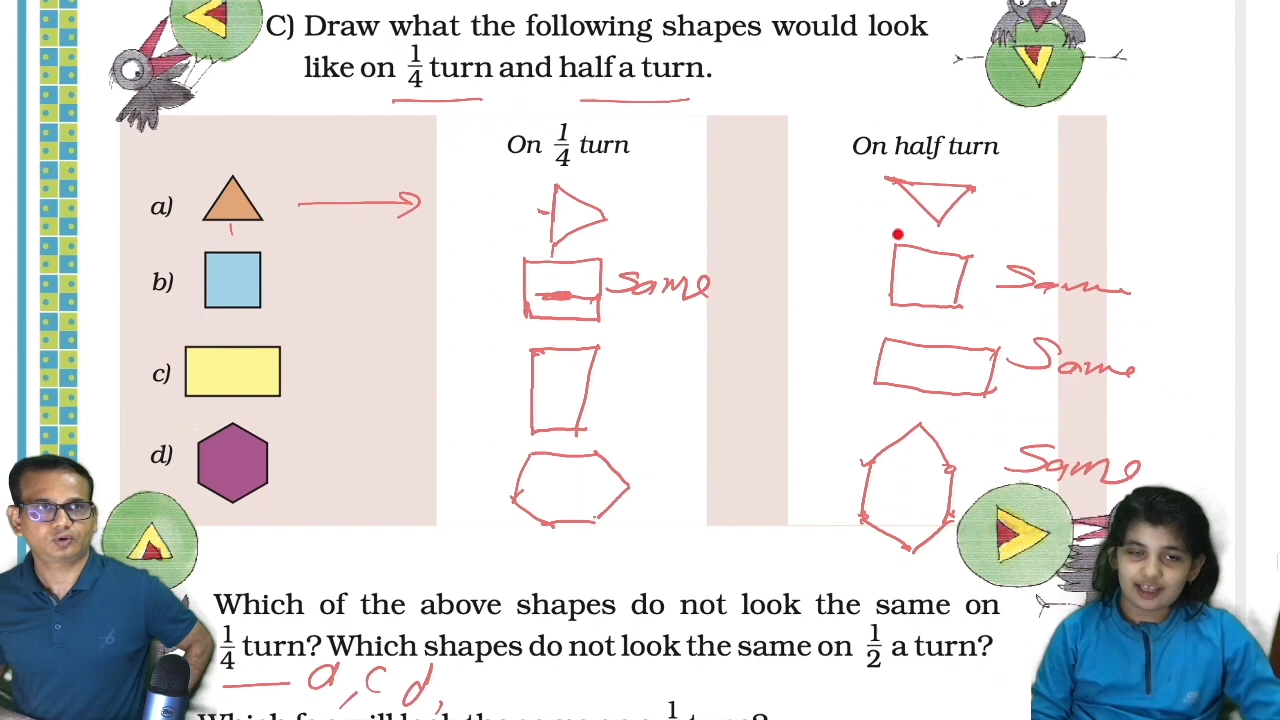 C) Draw what the following shapes would look
like on 1/4 turn and half a turn.
On 1/4 turn
On half turn
a)
b)
Same
Same
c)
Same
d)
Same
Which of the above shapes do not look the same on
1/4 turn? Which shapes do not look the same on 1/2 a turn?
a, c d,